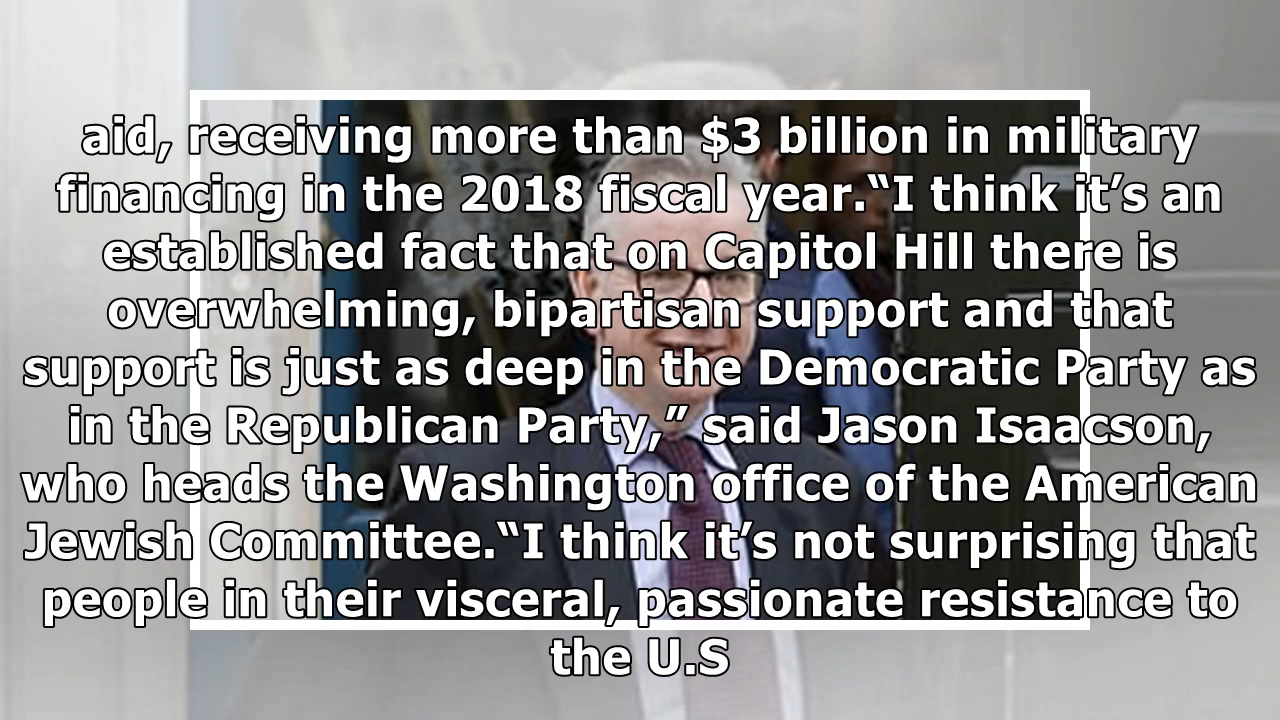 aid, receiving more than $3 billion in military
financing in the 2018 fiscal year.“I think it’s an
established fact that on Capitol Hill there is
overwhelming, bipartisan support and that
support is just as deep in the Democratic Party as
in the Republican Party,” said Jason Isaacson,
who heads the Washington office of the American
Jewish Committee.“I think it’s not surprising that
people in their visceral, passionate resistance to
the U.S